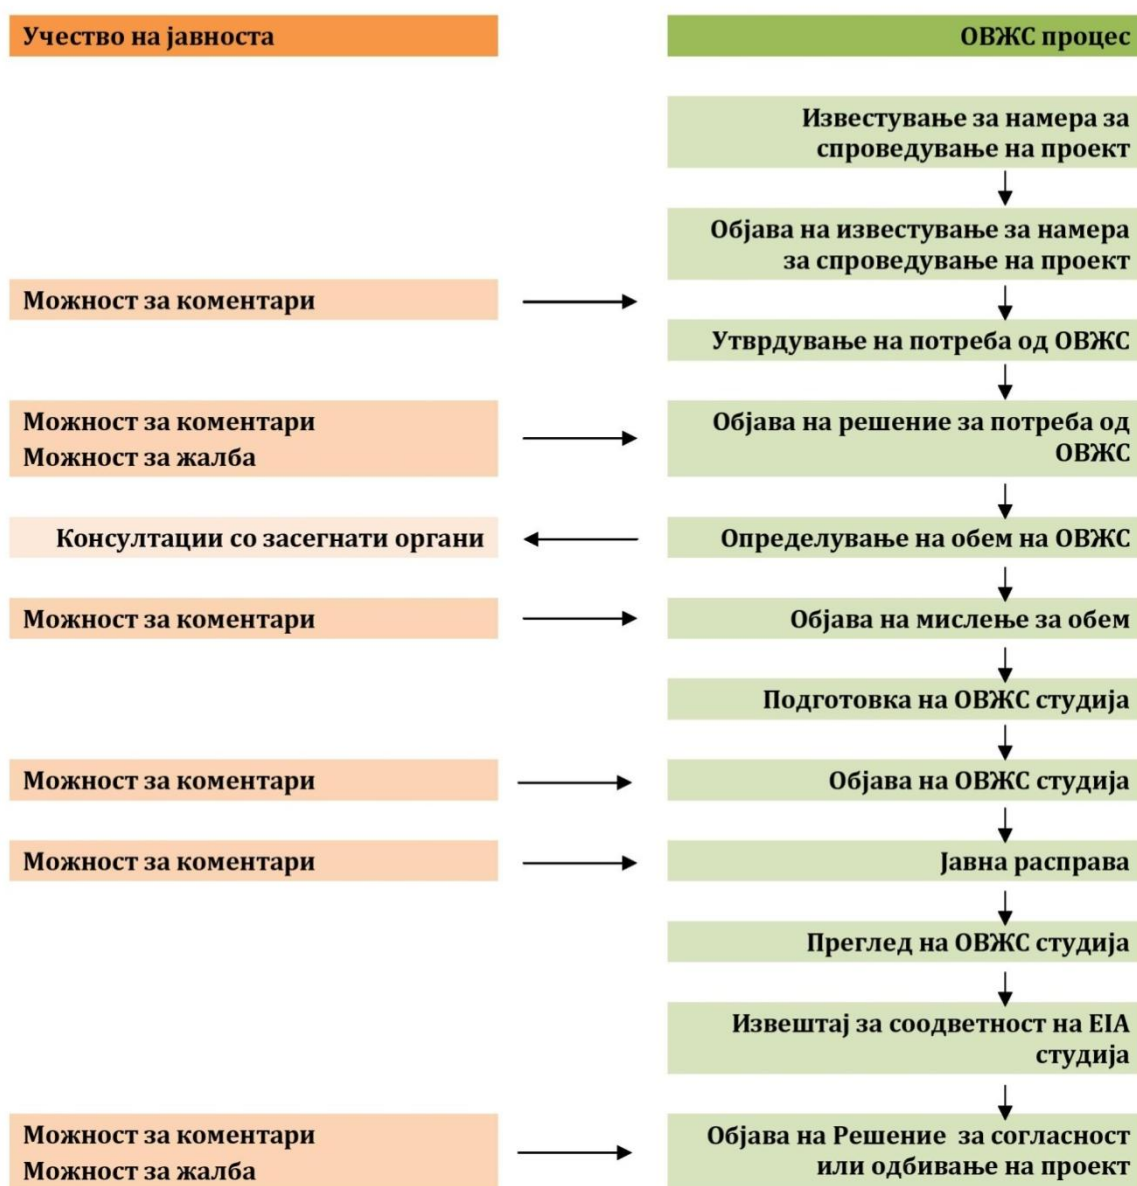 Учество на јавноста
ОВЖС процес
Известување за намера за
спроведување на проект
Објава на известување за намера
за спроведување на проект
Можност за коментари
Утврдување на потреба од ОВЖС
Можност за коментари
Можност за жалба
Објава на решение за потреба од
ОВЖС
Консултации со засегнати органи
Определување на обем на ОВЖС
Можност за коментари
Објава на мислење за обем
Подготовка на ОВЖС студија
Можност за коментари
Објава на ОВЖС студија
Можност за коментари
Јавна расправа
Преглед на ОВЖС студија
Извештај за соодветност на EIA
студија
Можност за коментари
Можност за жалба
Објава на Решение за согласност
или одбивање на проект